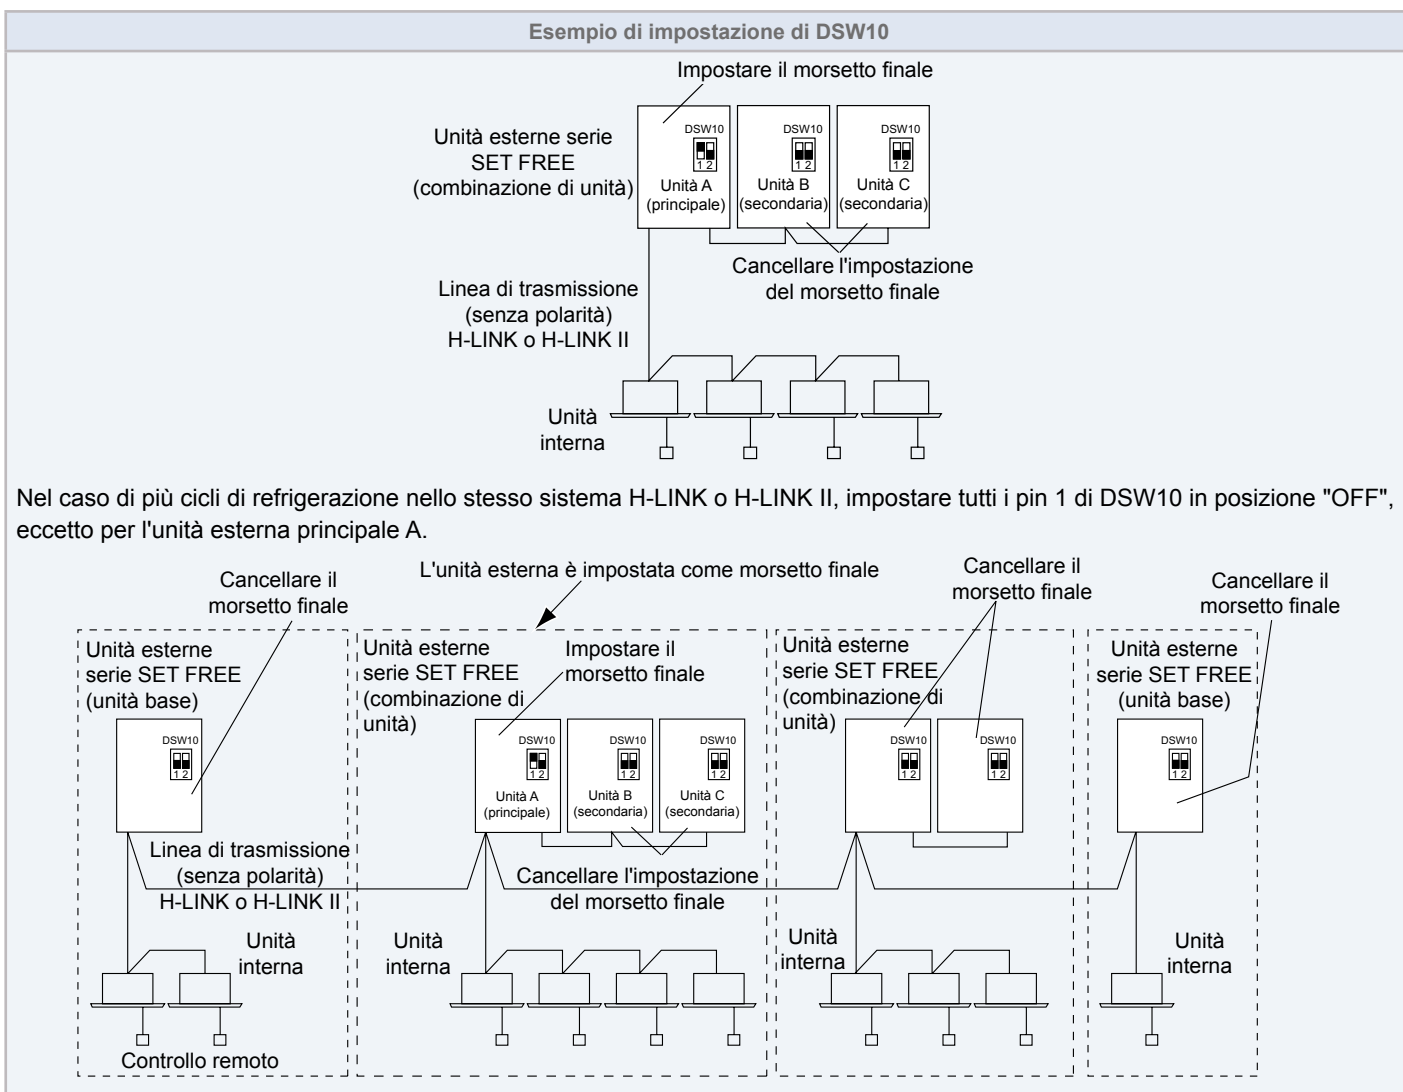 Esempio di impostazione di DSW10
Impostare il morsetto finale
Unità esterne serie
SET FREE
(combinazione di unità)
DSW10
1 2
Unità A
(principale)
DSW10
1 2
Unità B
(secondaria)
DSW10
1 2
Unità C
(secondaria)
Cancellare l'impostazione
del morsetto finale
Linea di trasmissione
(senza polarità)
H-LINK o H-LINK II
Unità
interna
Nel caso di più cicli di refrigerazione nello stesso sistema H-LINK o H-LINK II, impostare tutti i pin 1 di DSW10 in posizione "OFF",
eccetto per l'unità esterna principale A.
Cancellare il
morsetto finale
L'unità esterna è impostata come morsetto finale
Cancellare il
morsetto finale
Cancellare il
morsetto finale
Unità esterne
serie SET FREE
(unità base)
Unità esterne
serie SET FREE
(combinazione di
unità)
Impostare il
morsetto finale
Unità esterne
serie SET FREE
(combinazione di
unità)
Unità esterne
serie SET FREE
(unità base)
DSW10
1 2
DSW10
1 2
Unità A
(principale)
DSW10
1 2
Unità B
(secondaria)
DSW10
1 2
Unità C
(secondaria)
DSW10
1 2
DSW10
1 2
DSW10
1 2
Linea di trasmissione
(senza polarità)
H-LINK o H-LINK II
Cancellare l'impostazione
del morsetto finale
Unità
interna
Unità
interna
Unità
interna
Unità
interna
Controllo remoto